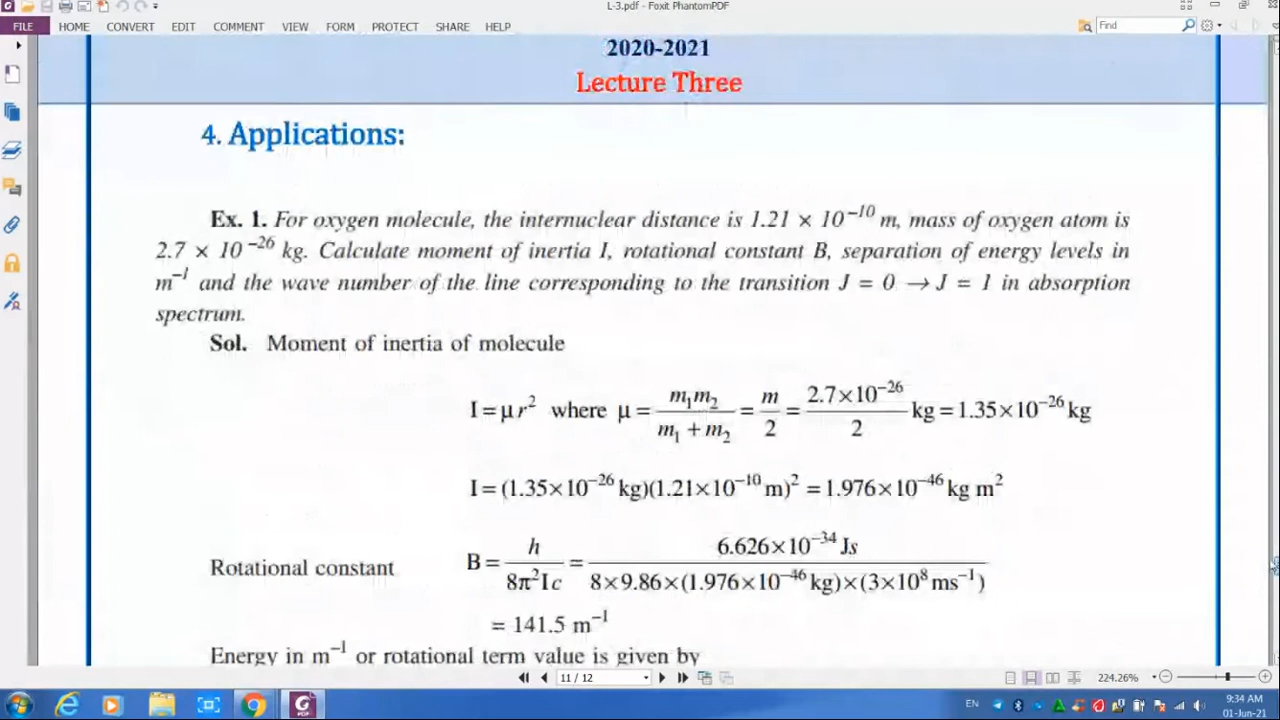 L-3.pdf - Foxit PhantomPDF
FILE HOME CONVERT EDIT COMMENT VIEW FORM PROTECT SHARE HELP Find
2020-2021
Lecture Three
4. Applications:
Ex. 1. For oxygen molecule, the internuclear distance is 1.21 × 10⁻¹⁰ m, mass of oxygen atom is
2.7 × 10⁻²⁶ kg. Calculate moment of inertia I, rotational constant B, separation of energy levels in
m⁻¹ and the wave number of the line corresponding to the transition J = 0 → J = 1 in absorption
spectrum.
Sol. Moment of inertia of molecule
I = μ r² where μ = m₁m₂ / m₁ + m₂ = m / 2 = 2.7×10⁻²⁶ / 2 kg = 1.35×10⁻²⁶ kg
I = (1.35×10⁻²⁶ kg)(1.21×10⁻¹⁰ m)² = 1.976×10⁻⁴⁶ kg m²
Rotational constant B = h / 8π²Ic = 6.626×10⁻³⁴ Js / 8×9.86×(1.976×10⁻⁴⁶ kg)×(3×10⁸ ms⁻¹)
= 141.5 m⁻¹
Energy in m⁻¹ or rotational term value is given by
11 / 12 224.26%
EN 9:34 AM
01-Jun-21